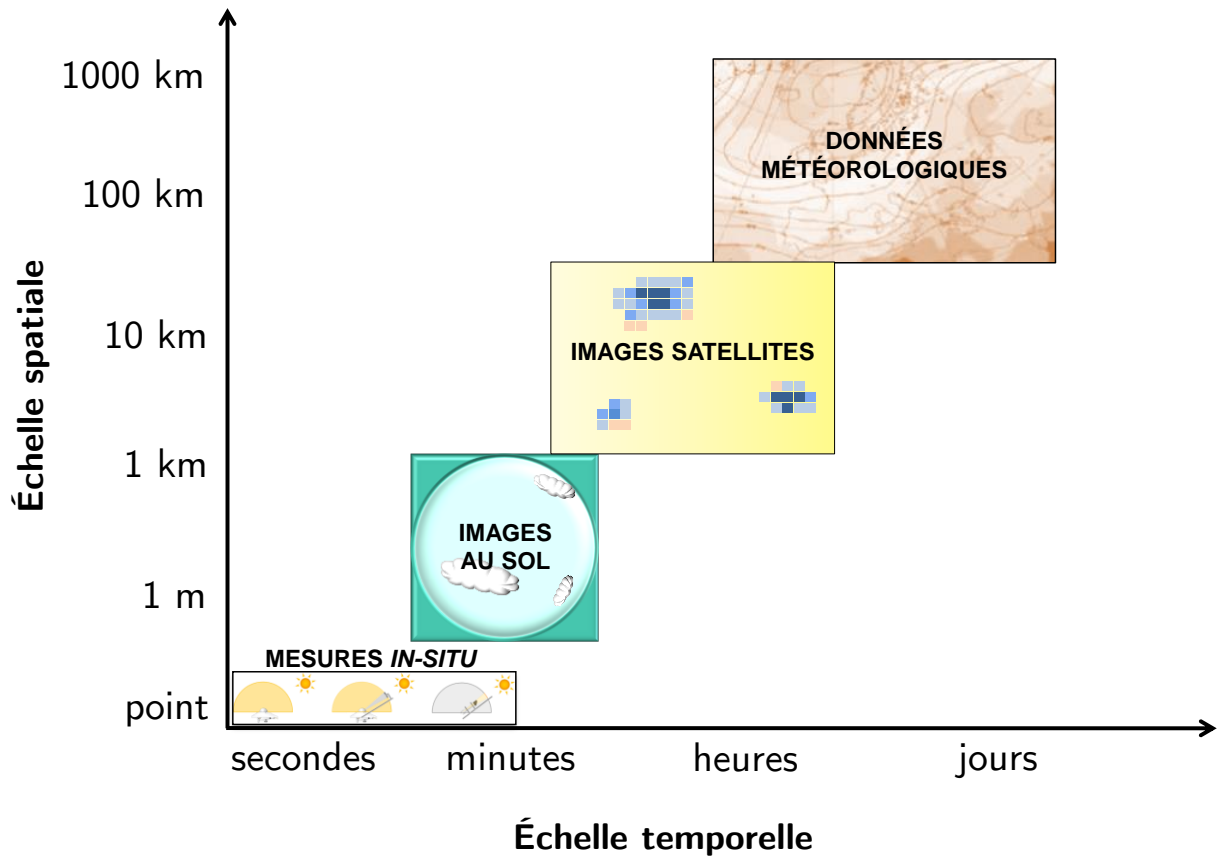 1000 km
DONNÉES
MÉTÉOROLOGIQUES
100 km
Échelle spatiale
10 km
IMAGES SATELLITES
1 km
IMAGES
AU SOL
1 m
MESURES IN-SITU
point
secondes
minutes
heures
jours
Échelle temporelle